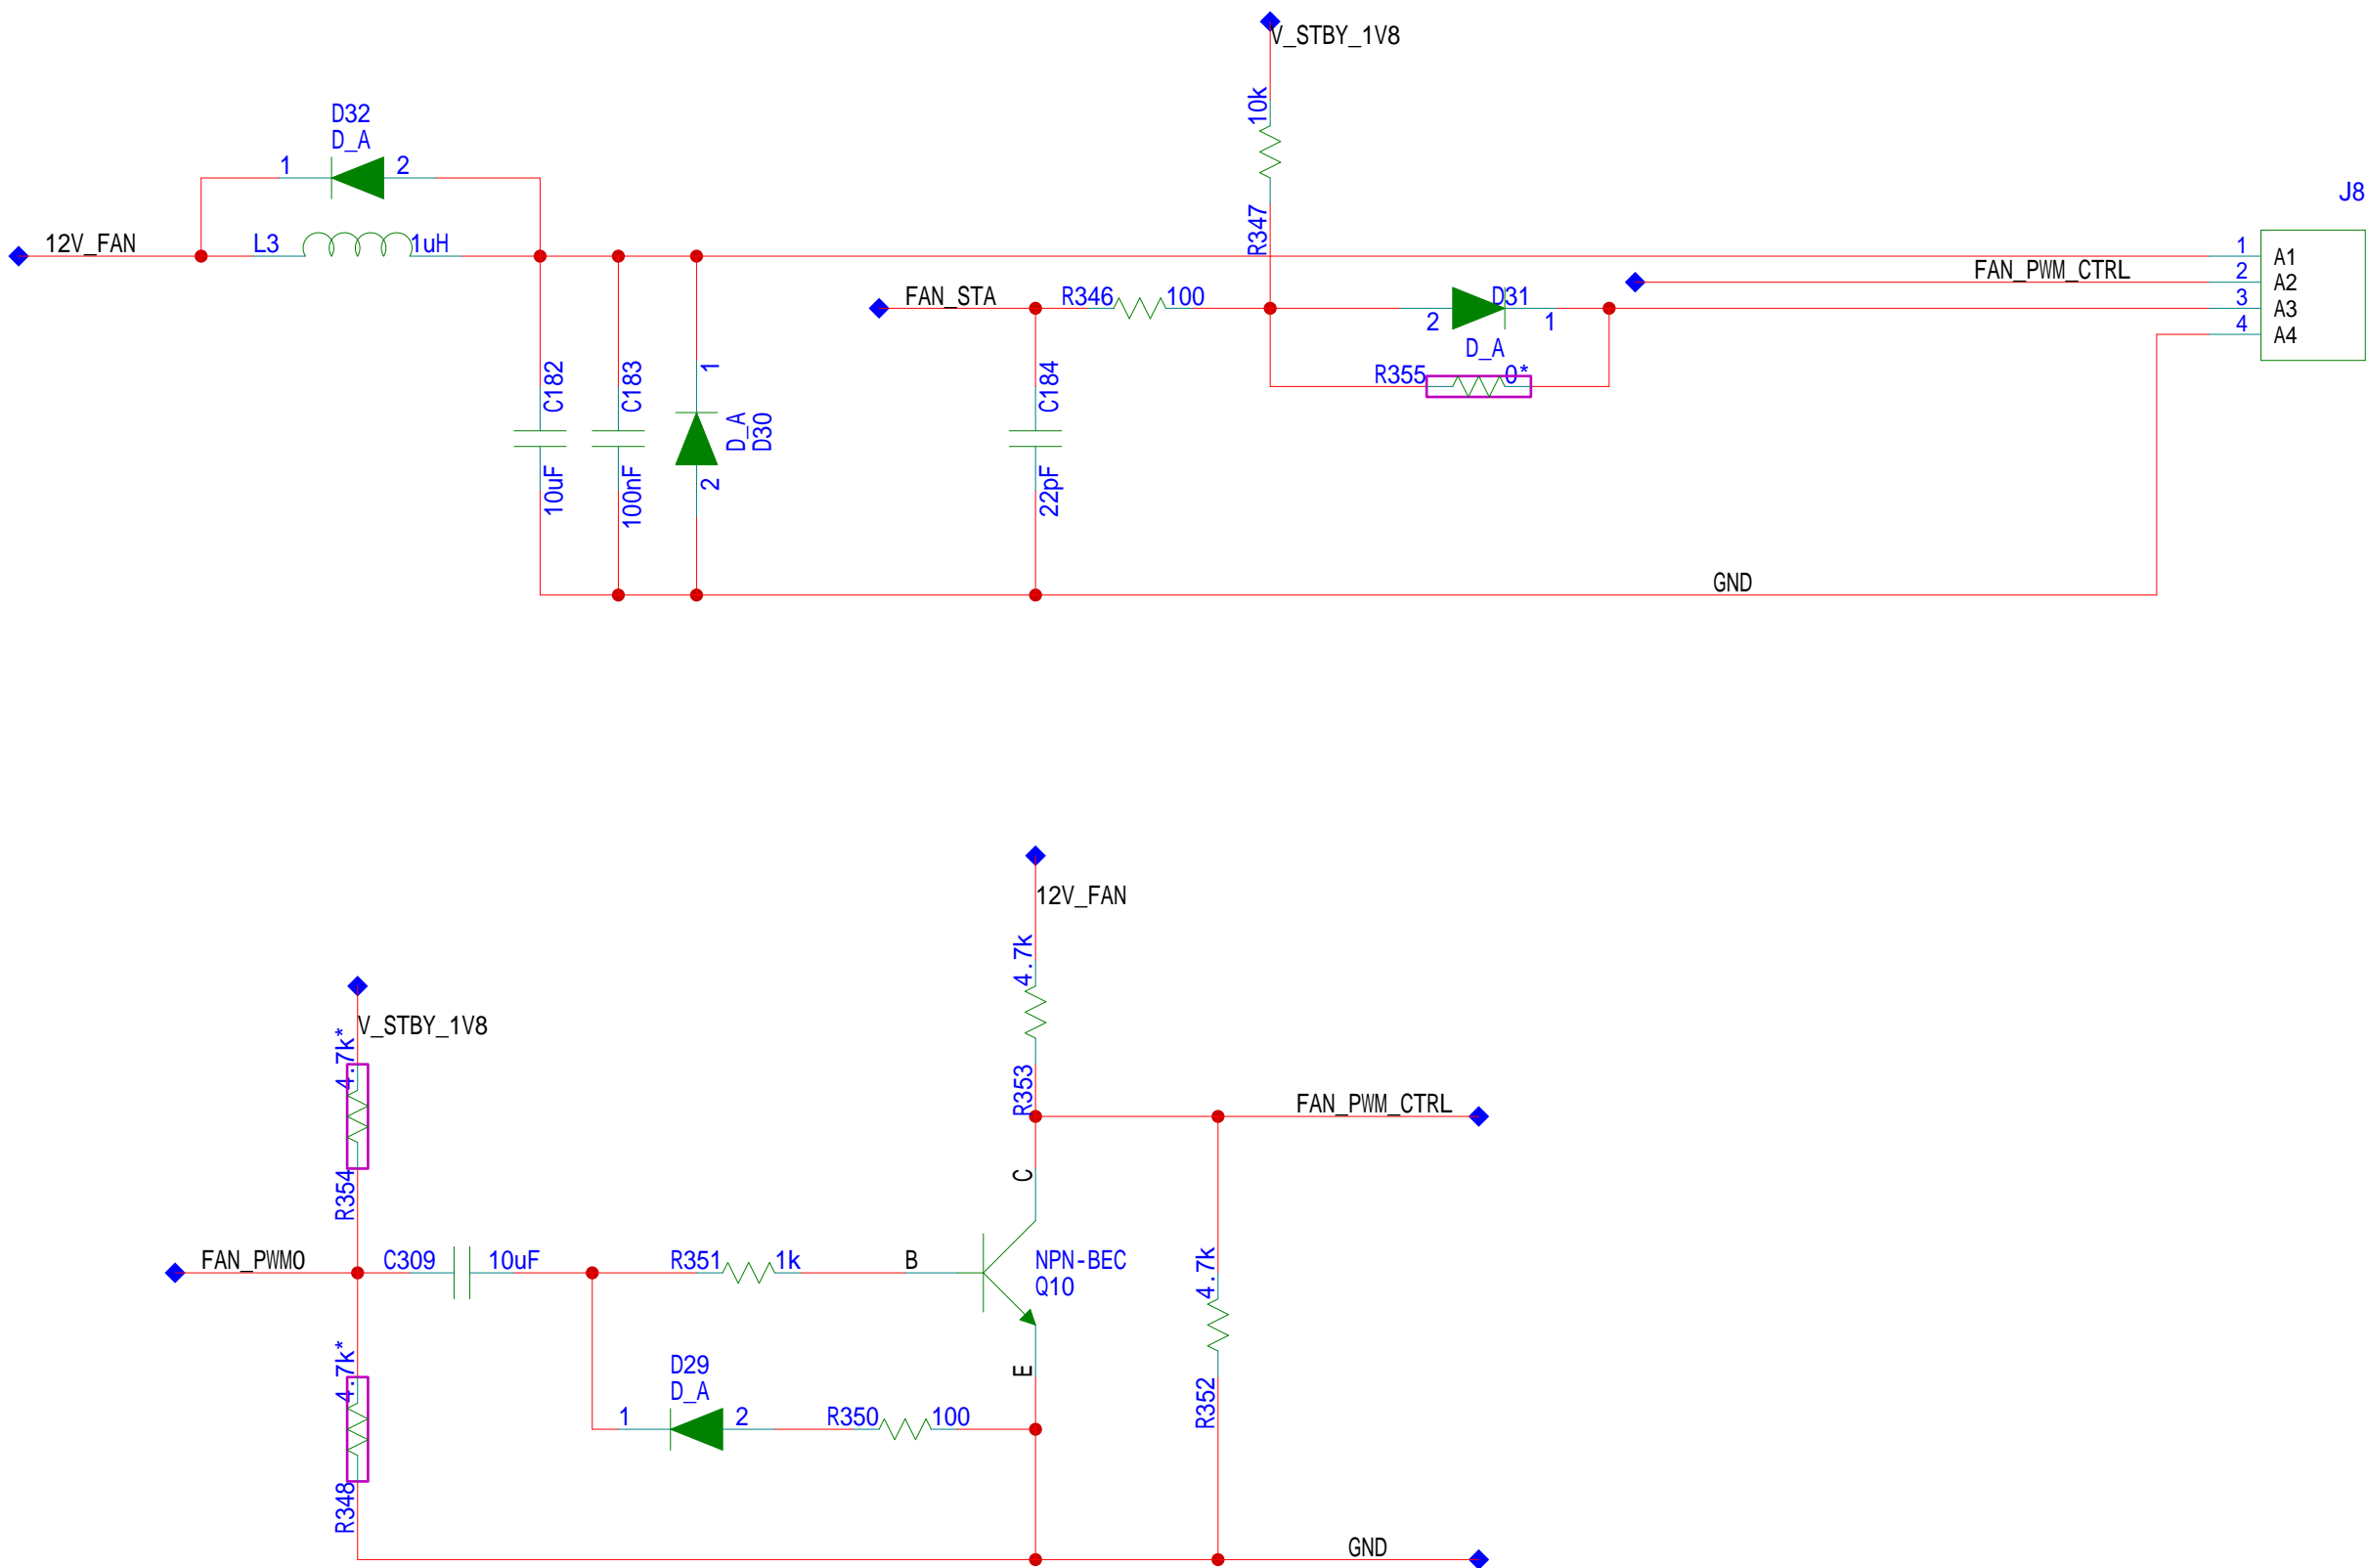 V_STBY_1V8
D32
D_A
10k
1
2
J8
12V_FAN
L3
1uH
R347
1
A1
FAN_PWM_CTRL
2
A2
FAN_STA
R346
100
D31
3
A3
2
1
4
A4
D_A
R355
0*
C182
C183
1
C184
D_A
D30
10uF
100nF
2
22pF
GND
12V_FAN
4.7k
V_STBY_1V8
4.7k*
R353
FAN_PWM_CTRL
R354
C
FAN_PWM0
C309
10uF
R351
1k
B
NPN-BEC
Q10
4.7k
4.7k*
D29
D_A
E
R352
1
2
R350
100
R348
GND